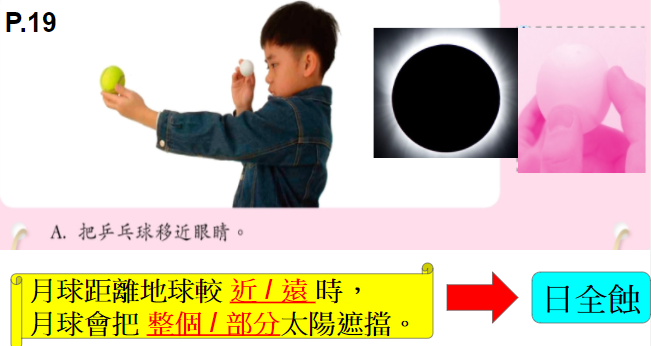 P.19
A. 把乒乓球移近眼睛。
月球距離地球較 近 / 遠 時，
月球會把 整個 / 部分太陽遮擋。
日全蝕